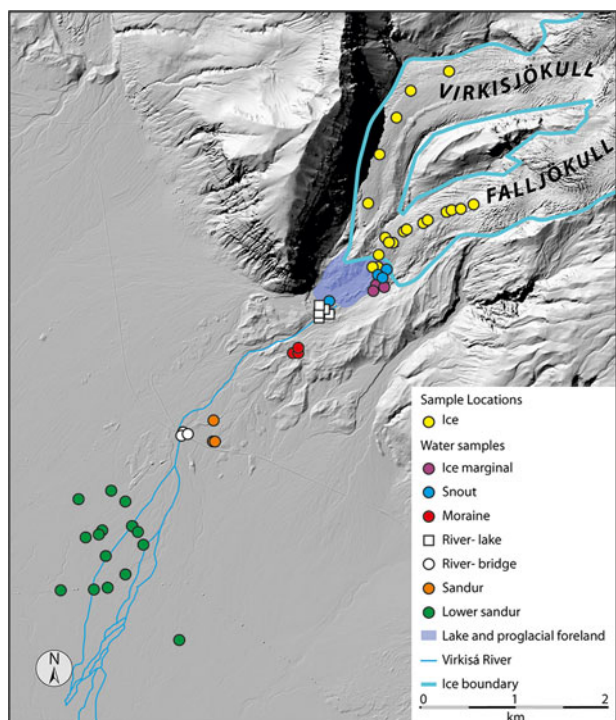 VIRKISJÖKULL
FALLJÖKULL
Sample Locations
Ice
Water samples
Ice marginal
Snout
Moraine
River- lake
River- bridge
Sandur
Lower sandur
Lake and proglacial foreland
Virkisá River
Ice boundary
0 1 2
km
N